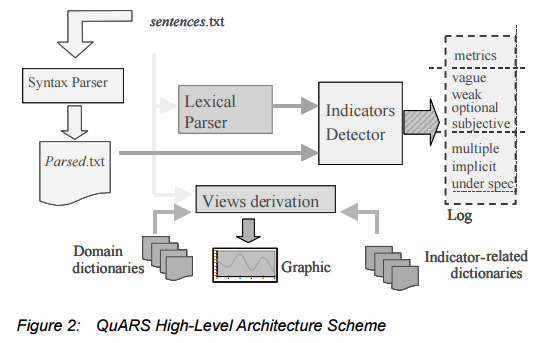 sentences.txt
Syntax Parser
Parsed.txt
Lexical
Parser
Indicators
Detector
metrics
vague
weak
optional
subjective
multiple
implicit
under spec
Log
Views derivation
Domain
dictionaries
Graphic
Indicator-related
dictionaries
Figure 2: QuARS High-Level Architecture Scheme